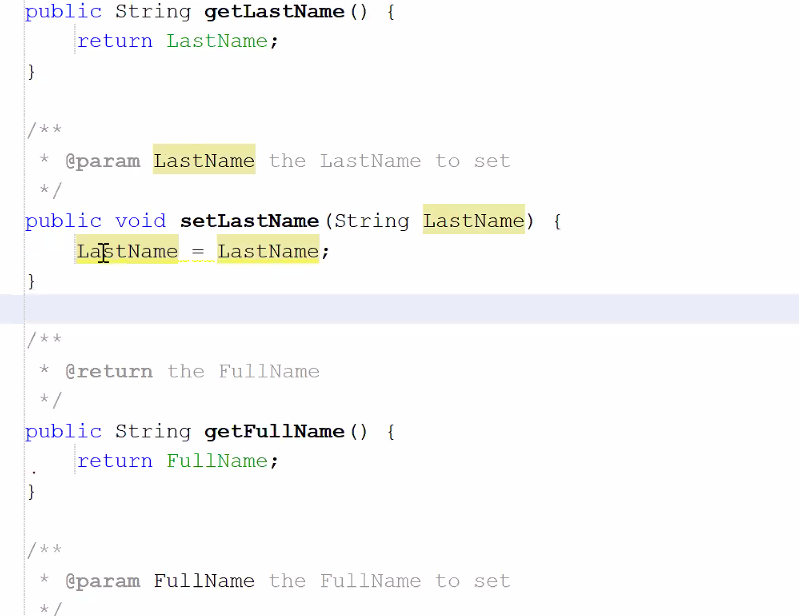 public String getLastName() {
return LastName;
}
/**
* @param LastName the LastName to set
*/
public void setLastName(String LastName) {
LastName = LastName;
}
/**
* @return the FullName
*/
public String getFullName() {
return FullName;
}
/**
* @param FullName the FullName to set
*/